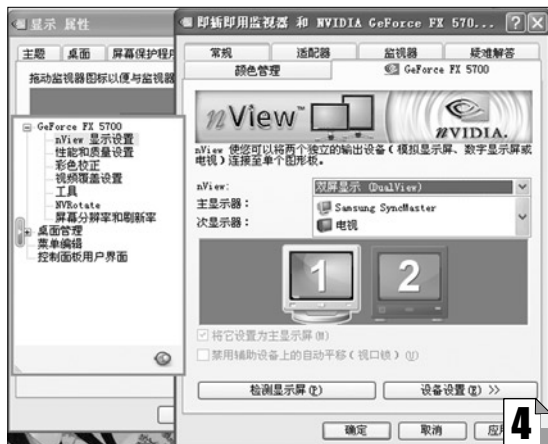 显示 属性
主题 桌面 屏幕保护程序
拖动监视器图标以便与监视器
GeForce FX 5700
nView 显示设置
性能和质量设置
彩色校正
视频覆盖设置
工具
NVRotate
屏幕分辨率和刷新率
桌面管理
菜单编辑
控制面板用户界面
即插即用监视器 和 NVIDIA GeForce FX 570...
常规 适配器 监视器 疑难解答
颜色管理 GeForce FX 5700
nView™
nVIDIA.
nView 使您可以将两个独立的输出设备(模拟显示屏、数字显示屏或
电视)连接至单个图形板。
nView: 双屏显示 (DualView)
主显示器: Samsung SyncMaster
次显示器: 电视
1 2
将它设置为主显示屏(M)
禁用辅助设备上的自动平移(视口锁)(V)
检测显示屏(P) 设备设置(E) >>
确定 取消 应
4